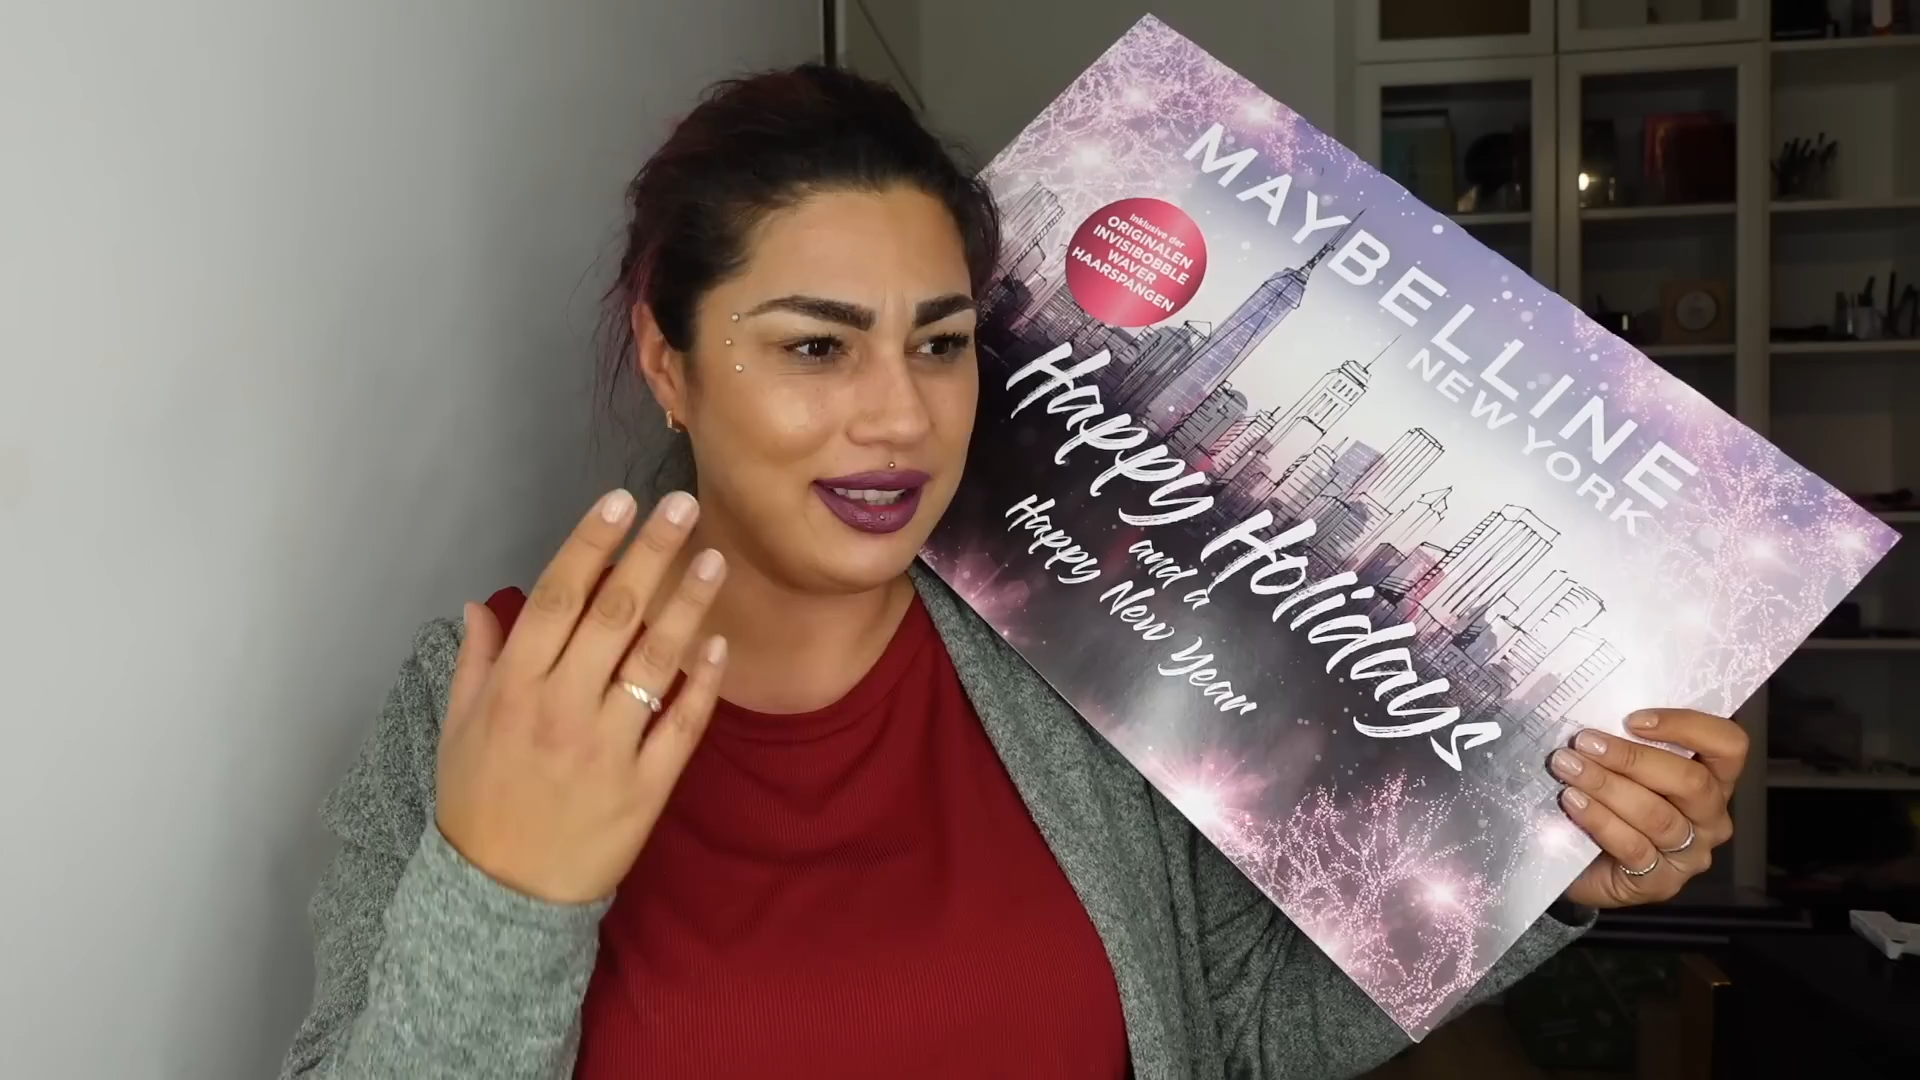 MAYBELLINE
NEW YORK
Inklusive der
ORIGINALEN
INVISIBOBBLE
WAVER
HAARSPANGEN
Happy Holidays
and a
Happy New Year